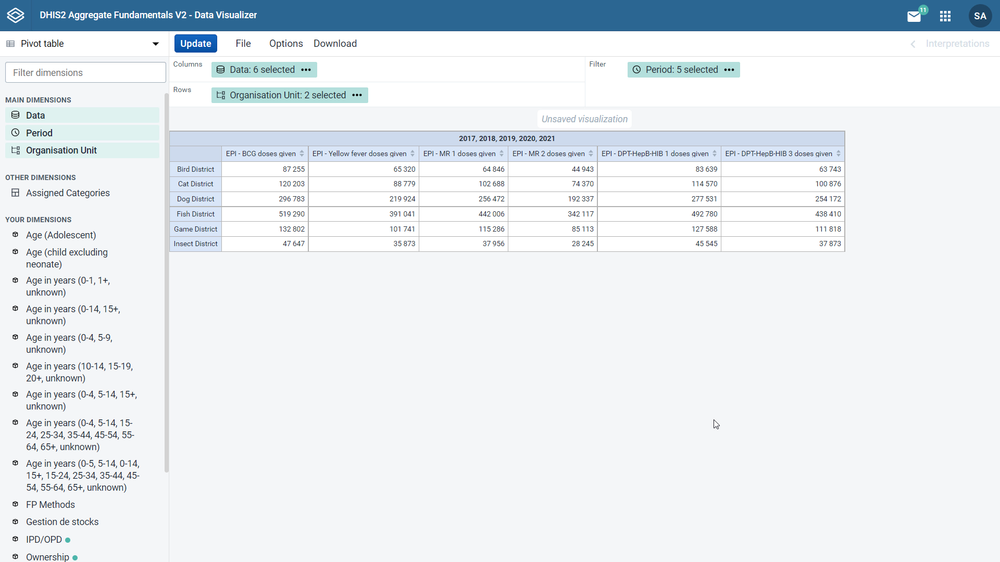 DHIS2 Aggregate Fundamentals V2 - Data Visualizer
11
SA
Pivot table
Update
File
Options
Download
Interpretations
Filter dimensions
Columns
Data: 6 selected
Filter
Period: 5 selected
Rows
Organisation Unit: 2 selected
MAIN DIMENSIONS
Data
Period
Organisation Unit
OTHER DIMENSIONS
Assigned Categories
YOUR DIMENSIONS
Age (Adolescent)
Age (child excluding
neonate)
Age in years (0-1, 1+,
unknown)
Age in years (0-14, 15+,
unknown)
Age in years (0-4, 5-9,
unknown)
Age in years (10-14, 15-19,
20+, unknown)
Age in years (0-4, 5-14, 15+,
unknown)
Age in years (0-4, 5-14, 15-
24, 25-34, 35-44, 45-54, 55-
64, 65+, unknown)
Age in years (0-5, 5-14, 0-14,
15+, 15-24, 25-34, 35-44, 45-
54, 55-64, 65+, unknown)
FP Methods
Gestion de stocks
IPD/OPD
Ownership
Unsaved visualization
2017, 2018, 2019, 2020, 2021
EPI - BCG doses given EPI - Yellow fever doses given EPI - MR 1 doses given EPI - MR 2 doses given EPI - DPT-HepB-HIB 1 doses given EPI - DPT-HepB-HIB 3 doses given
Bird District 87 255 65 320 64 846 44 943 83 639 63 743
Cat District 120 203 88 779 102 688 74 370 114 570 100 876
Dog District 296 783 219 924 256 472 192 337 277 531 254 172
Fish District 519 290 391 041 442 006 342 117 492 780 438 410
Game District 132 802 101 741 115 286 85 113 127 588 111 818
Insect District 47 647 35 873 37 956 28 245 45 545 37 873